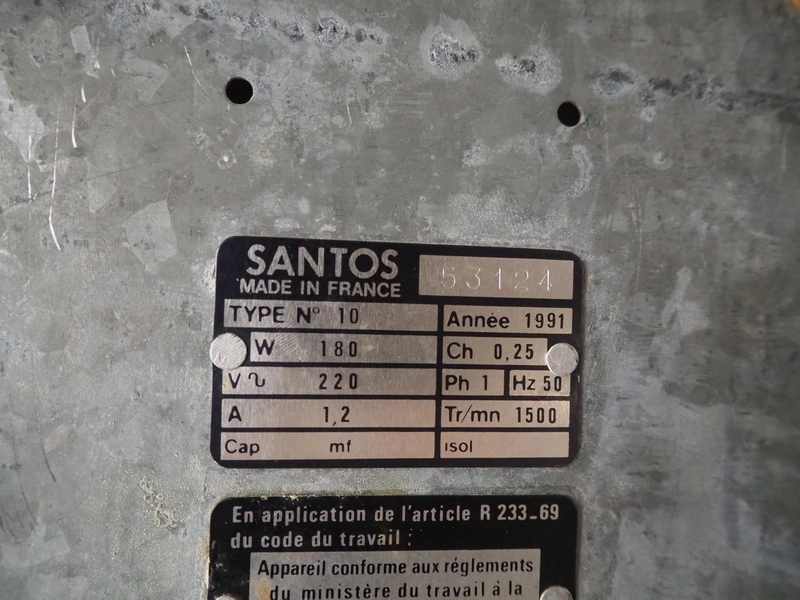 SANTOS 53124
MADE IN FRANCE
TYPE N° 10 Année 1991
W 180 Ch 0,25
V∿ 220 Ph 1 Hz 50
A 1,2 Tr/mn 1500
Cap mf isol
En application de l'article R 233-69
du code du travail :
Appareil conforme aux réglements
du ministère du travail à la